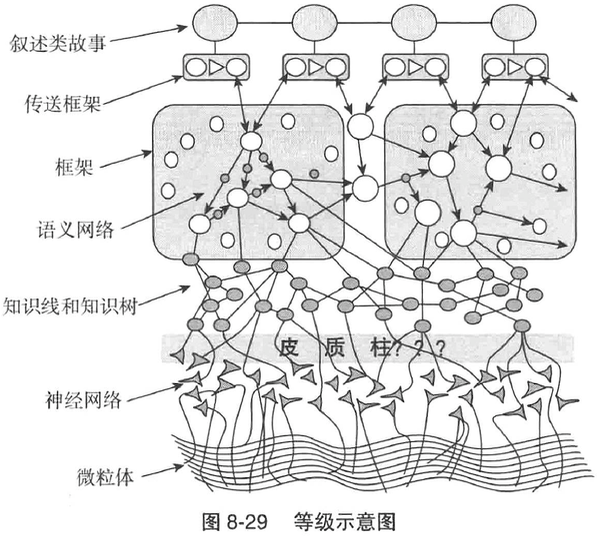 叙述类故事
传送框架
框架
语义网络
知识线和知识树
皮 质 柱? ? ?
神经网络
微粒体
图 8-29 等级示意图